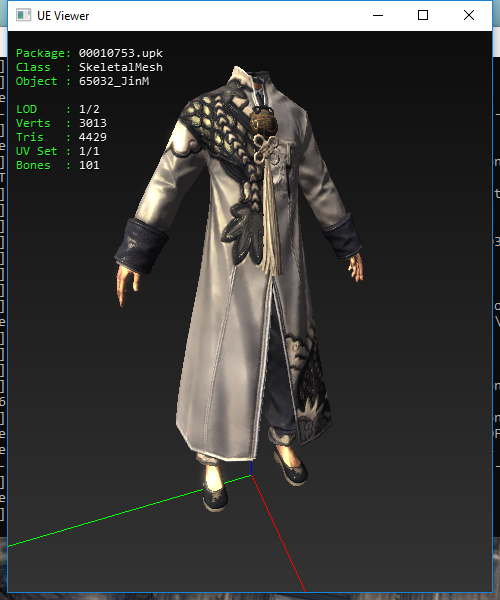 UE Viewer
Package: 00010753.upk
Class : SkeletalMesh
Object : 65032_JinM
LOD : 1/2
Verts : 3013
Tris : 4429
UV Set : 1/1
Bones : 101